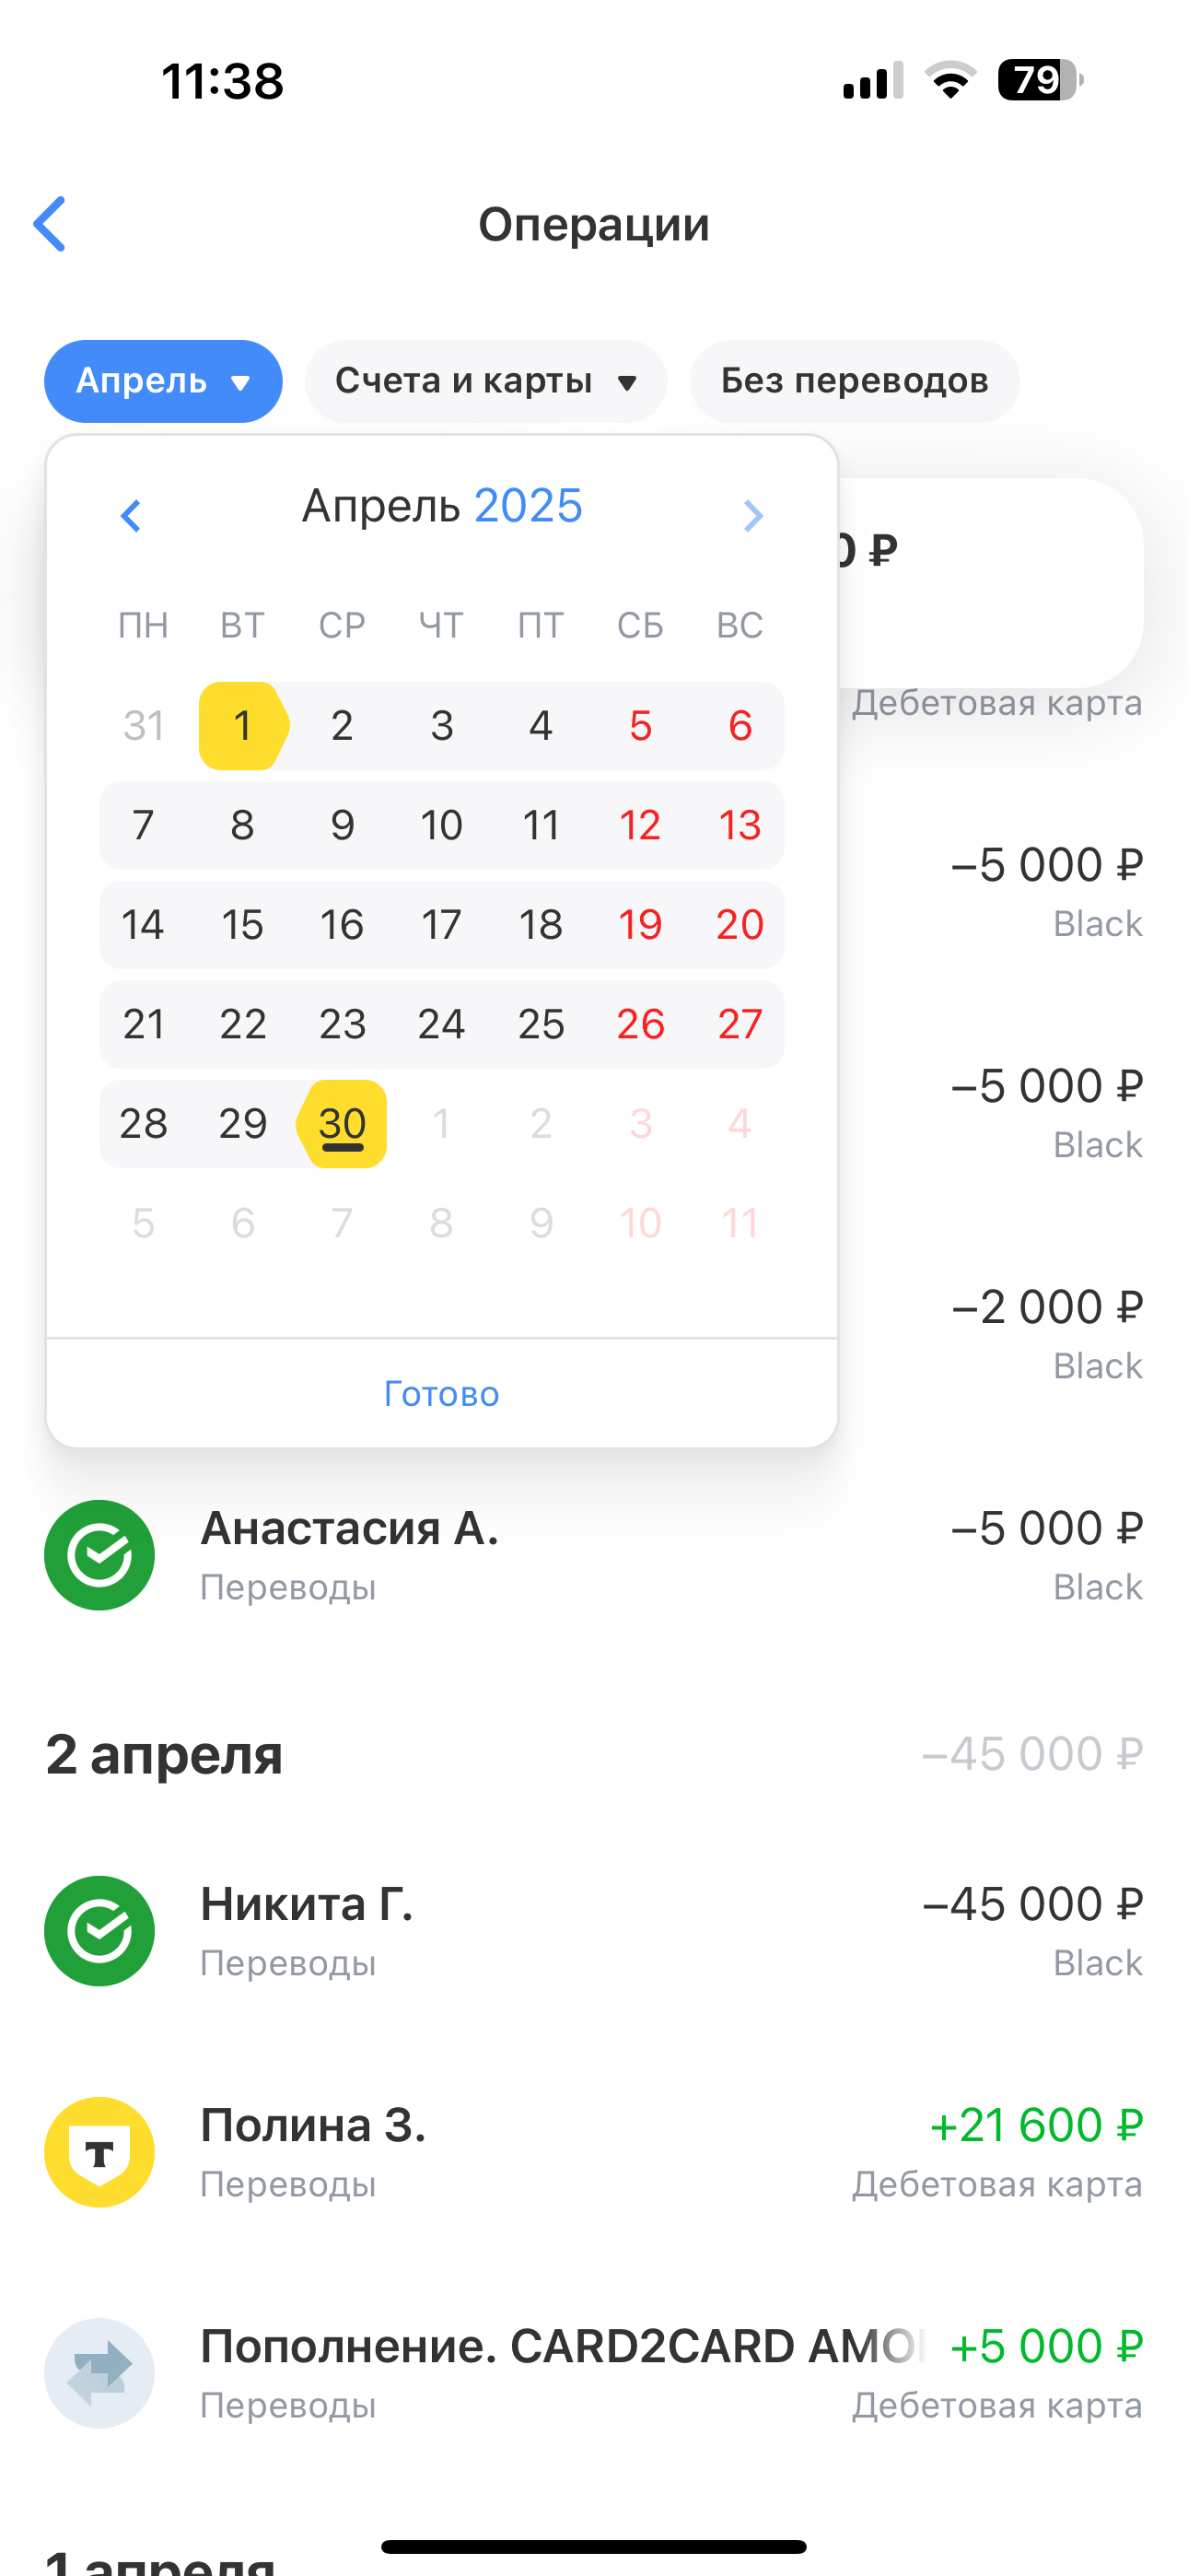 11:38
79
Операции
Апрель
Счета и карты
Без переводов
Апрель 2025
0 ₽
ПН ВТ СР ЧТ ПТ СБ ВС
31 1 2 3 4 5 6
Дебетовая карта
7 8 9 10 11 12 13
–5 000 ₽
14 15 16 17 18 19 20
Black
21 22 23 24 25 26 27
–5 000 ₽
28 29 30 1 2 3 4
Black
5 6 7 8 9 10 11
–2 000 ₽
Black
Готово
Анастасия А.
–5 000 ₽
Переводы
Black
2 апреля
–45 000 ₽
Никита Г.
–45 000 ₽
Переводы
Black
Полина З.
+21 600 ₽
Переводы
Дебетовая карта
Пополнение. CARD2CARD AMO
+5 000 ₽
Переводы
Дебетовая карта
1 апреля